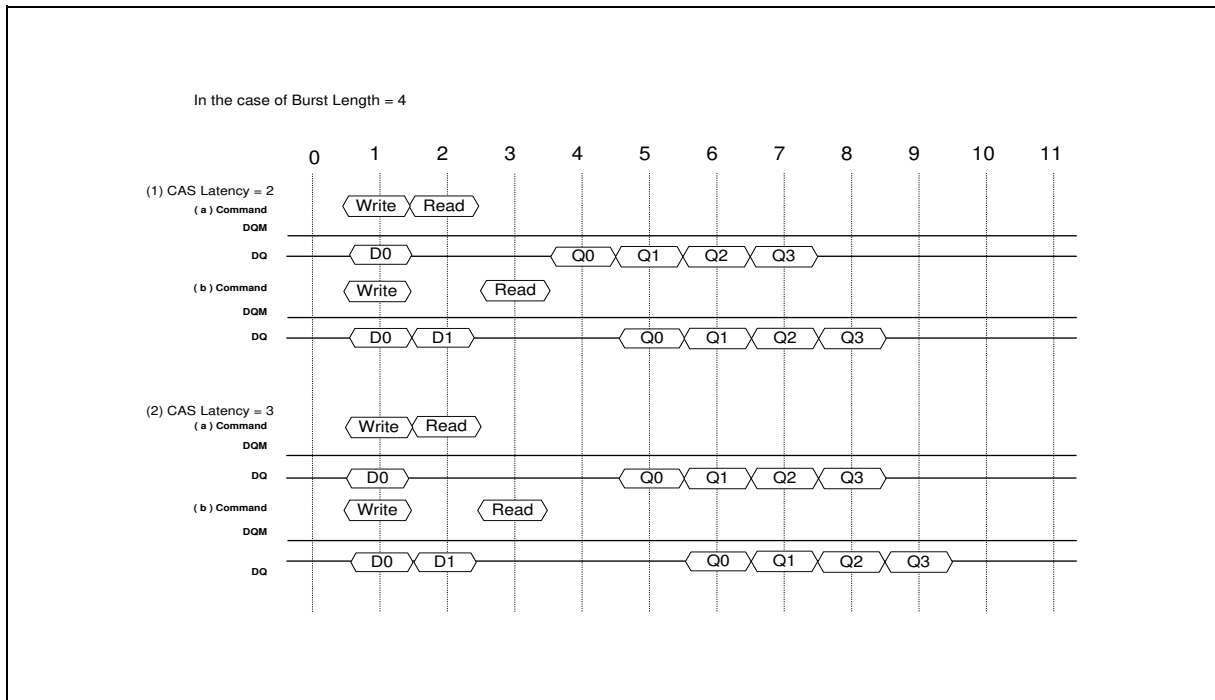 In the case of Burst Length = 4
0 1 2 3 4 5 6 7 8 9 10 11
(1) CAS Latency = 2
( a ) Command Write Read
DQM
DQ D0 Q0 Q1 Q2 Q3
( b ) Command Write Read
DQM
DQ D0 D1 Q0 Q1 Q2 Q3
(2) CAS Latency = 3
( a ) Command Write Read
DQM
DQ D0 Q0 Q1 Q2 Q3
( b ) Command Write Read
DQM
DQ D0 D1 Q0 Q1 Q2 Q3